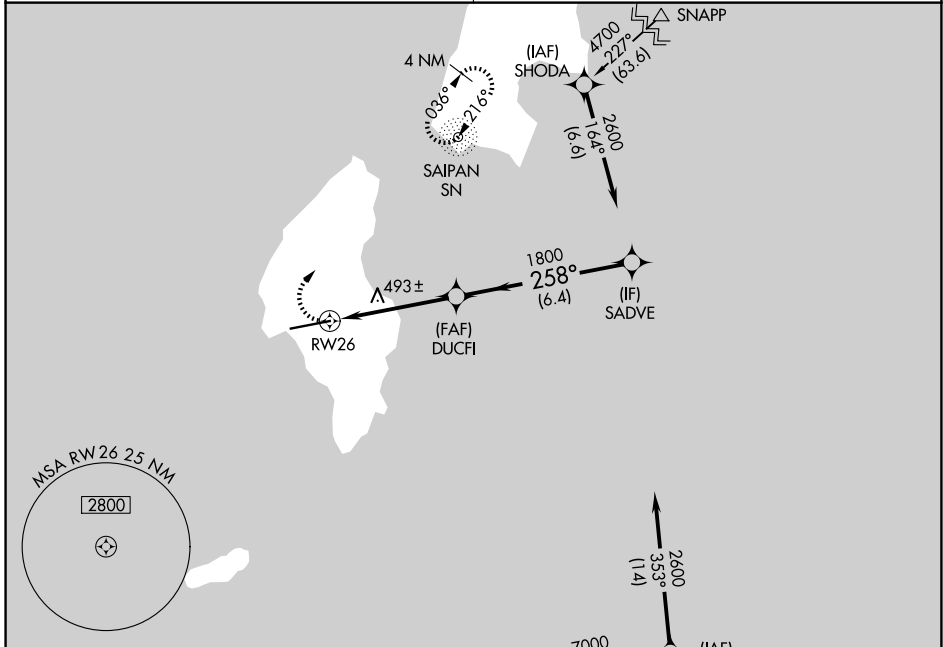 SNAPP
4700
227°
(63.6)
(IAF)
SHODA
4 NM
036°
216°
2600
164°
(6.6)
SAIPAN
SN
1800
258°
(6.4)
493±
(IF)
SADVE
(FAF)
DUCFI
RW26
MSA RW26 25 NM
2800
2600
353°
(14)
7000
(IAF)